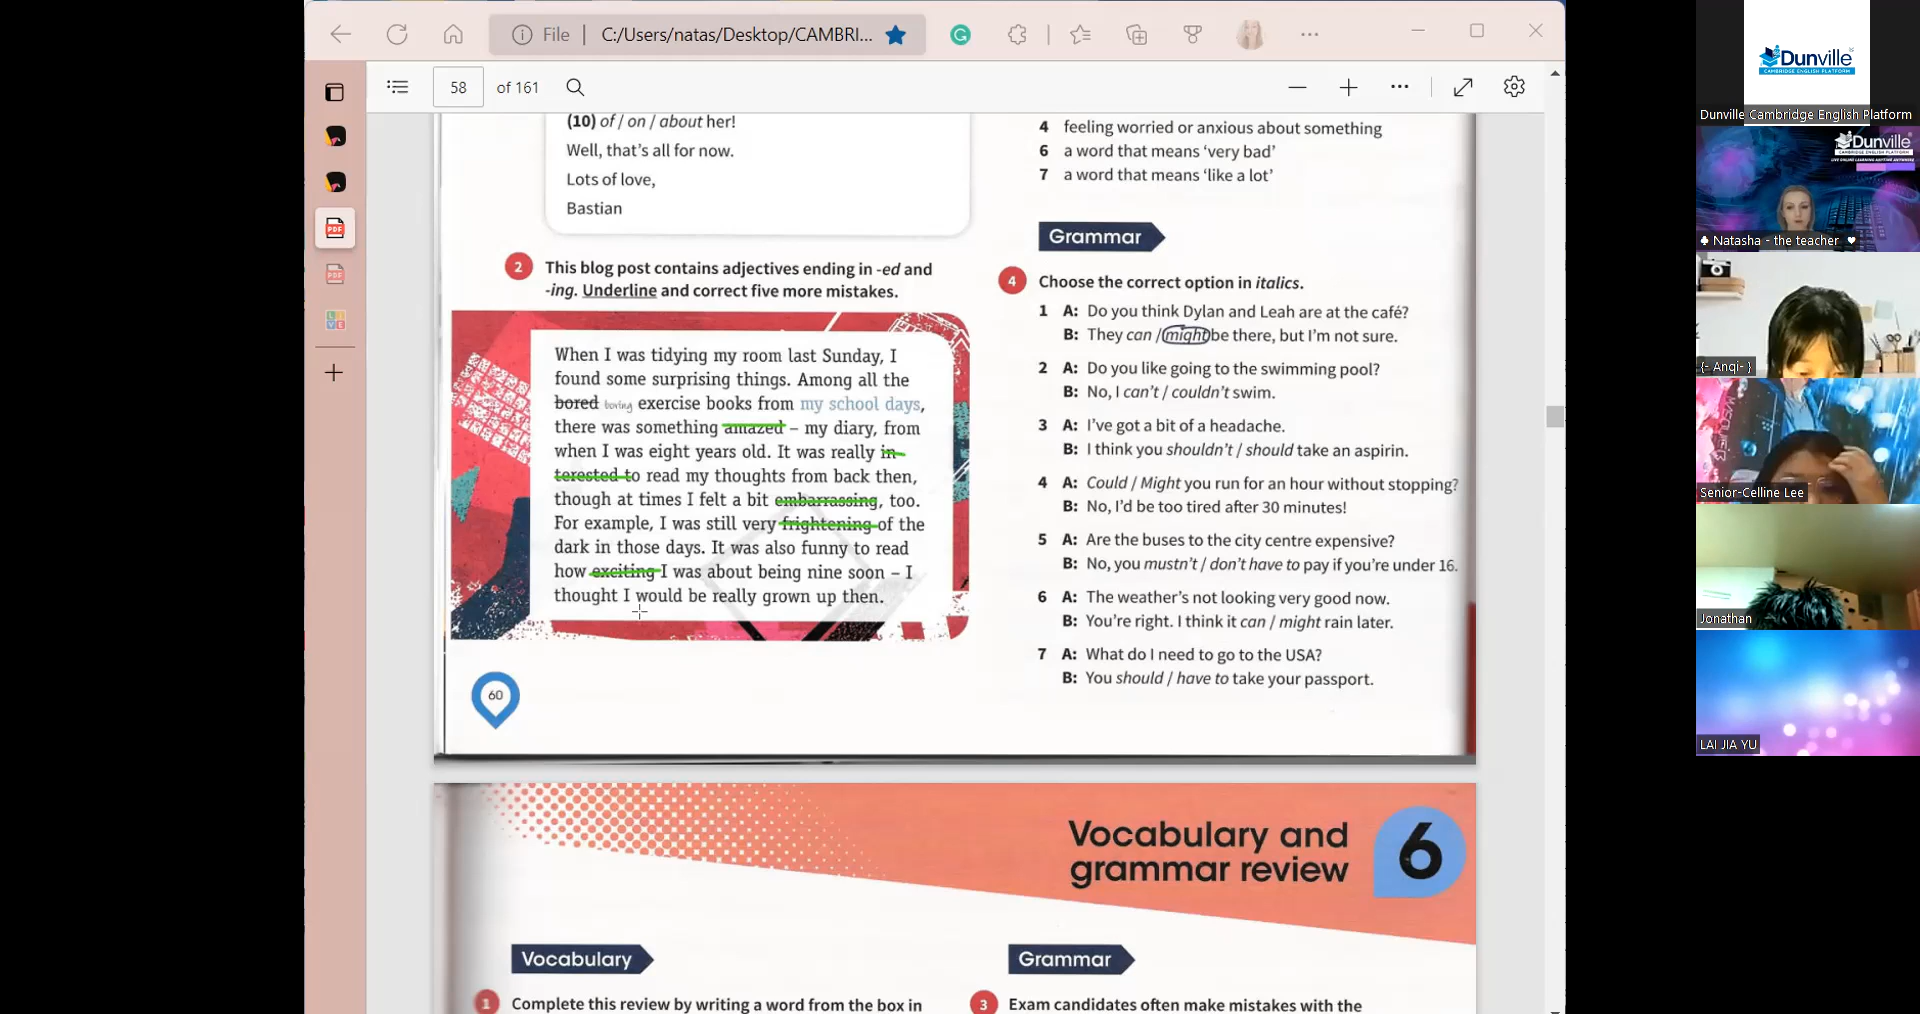 File C:/Users/natas/Desktop/CAMBRI...
58 of 161
(10) of / on / about her!
Well, that's all for now.
Lots of love,
Bastian
2 This blog post contains adjectives ending in -ed and
-ing. Underline and correct five more mistakes.
When I was tidying my room last Sunday, I
found some surprising things. Among all the
bored boring exercise books from my school days,
there was something amazed – my diary, from
when I was eight years old. It was really in-
terested to read my thoughts from back then,
though at times I felt a bit embarrassing, too.
For example, I was still very frightening of the
dark in those days. It was also funny to read
how exciting I was about being nine soon – I
thought I would be really grown up then.
60
4 feeling worried or anxious about something
6 a word that means 'very bad'
7 a word that means 'like a lot'
Grammar
4 Choose the correct option in italics.
1 A: Do you think Dylan and Leah are at the café?
B: They can / might be there, but I'm not sure.
2 A: Do you like going to the swimming pool?
B: No, I can't / couldn't swim.
3 A: I've got a bit of a headache.
B: I think you shouldn't / should take an aspirin.
4 A: Could / Might you run for an hour without stopping?
B: No, I'd be too tired after 30 minutes!
5 A: Are the buses to the city centre expensive?
B: No, you mustn't / don't have to pay if you're under 16.
6 A: The weather's not looking very good now.
B: You're right. I think it can / might rain later.
7 A: What do I need to go to the USA?
B: You should / have to take your passport.
Vocabulary and
grammar review 6
Vocabulary
1 Complete this review by writing a word from the box in
Grammar
3 Exam candidates often make mistakes with the
Dunville
CAMBRIDGE ENGLISH PLATFORM
Dunville Cambridge English Platform
Dunville
CAMBRIDGE ENGLISH PLATFORM
LIVE ONLINE LEARNING ANYTIME ANYWHERE
Natasha - the teacher
{- Anqi- }
Senior-Celline Lee
Jonathan
LAI JIA YU